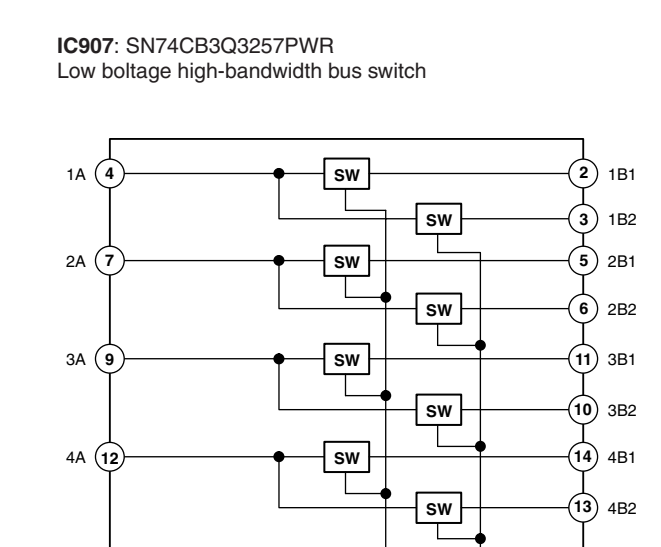 IC907: SN74CB3Q3257PWR
Low boltage high-bandwidth bus switch
1A 4 SW 2 1B1
SW 3 1B2
2A 7 SW 5 2B1
SW 6 2B2
3A 9 SW 11 3B1
SW 10 3B2
4A 12 SW 14 4B1
SW 13 4B2